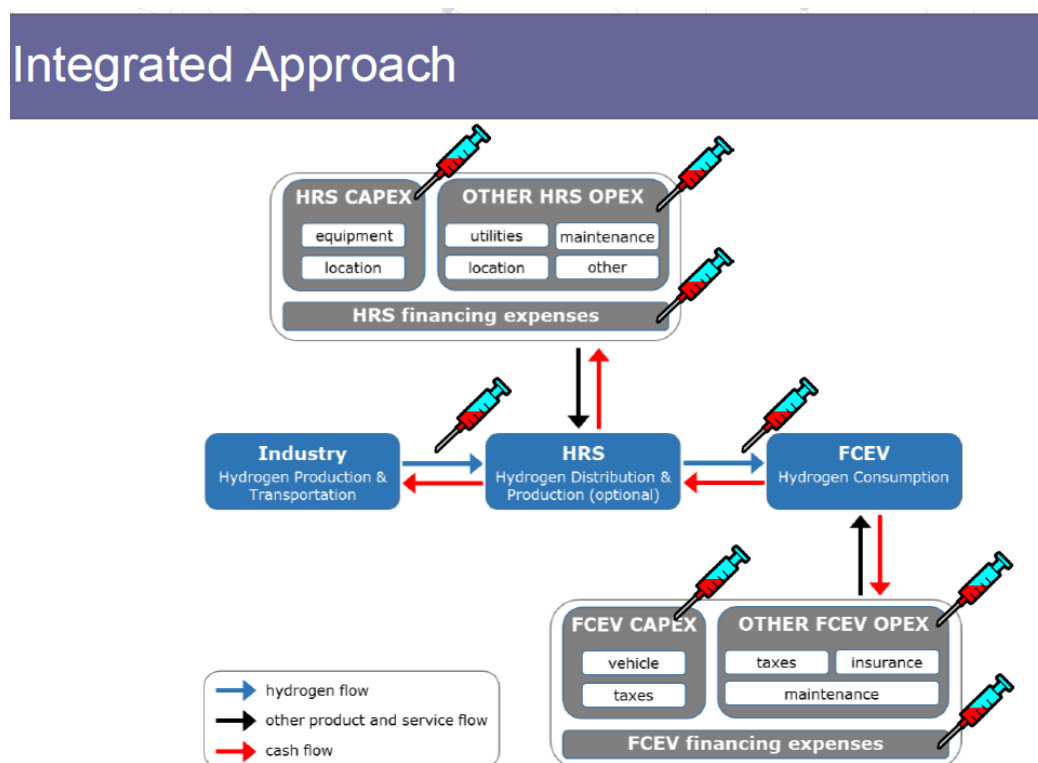 Integrated Approach
HRS CAPEX
equipment
location
OTHER HRS OPEX
utilities
maintenance
location
other
HRS financing expenses
Industry
Hydrogen Production &
Transportation
HRS
Hydrogen Distribution &
Production (optional)
FCEV
Hydrogen Consumption
FCEV CAPEX
vehicle
taxes
OTHER FCEV OPEX
taxes
insurance
maintenance
FCEV financing expenses
hydrogen flow
other product and service flow
cash flow